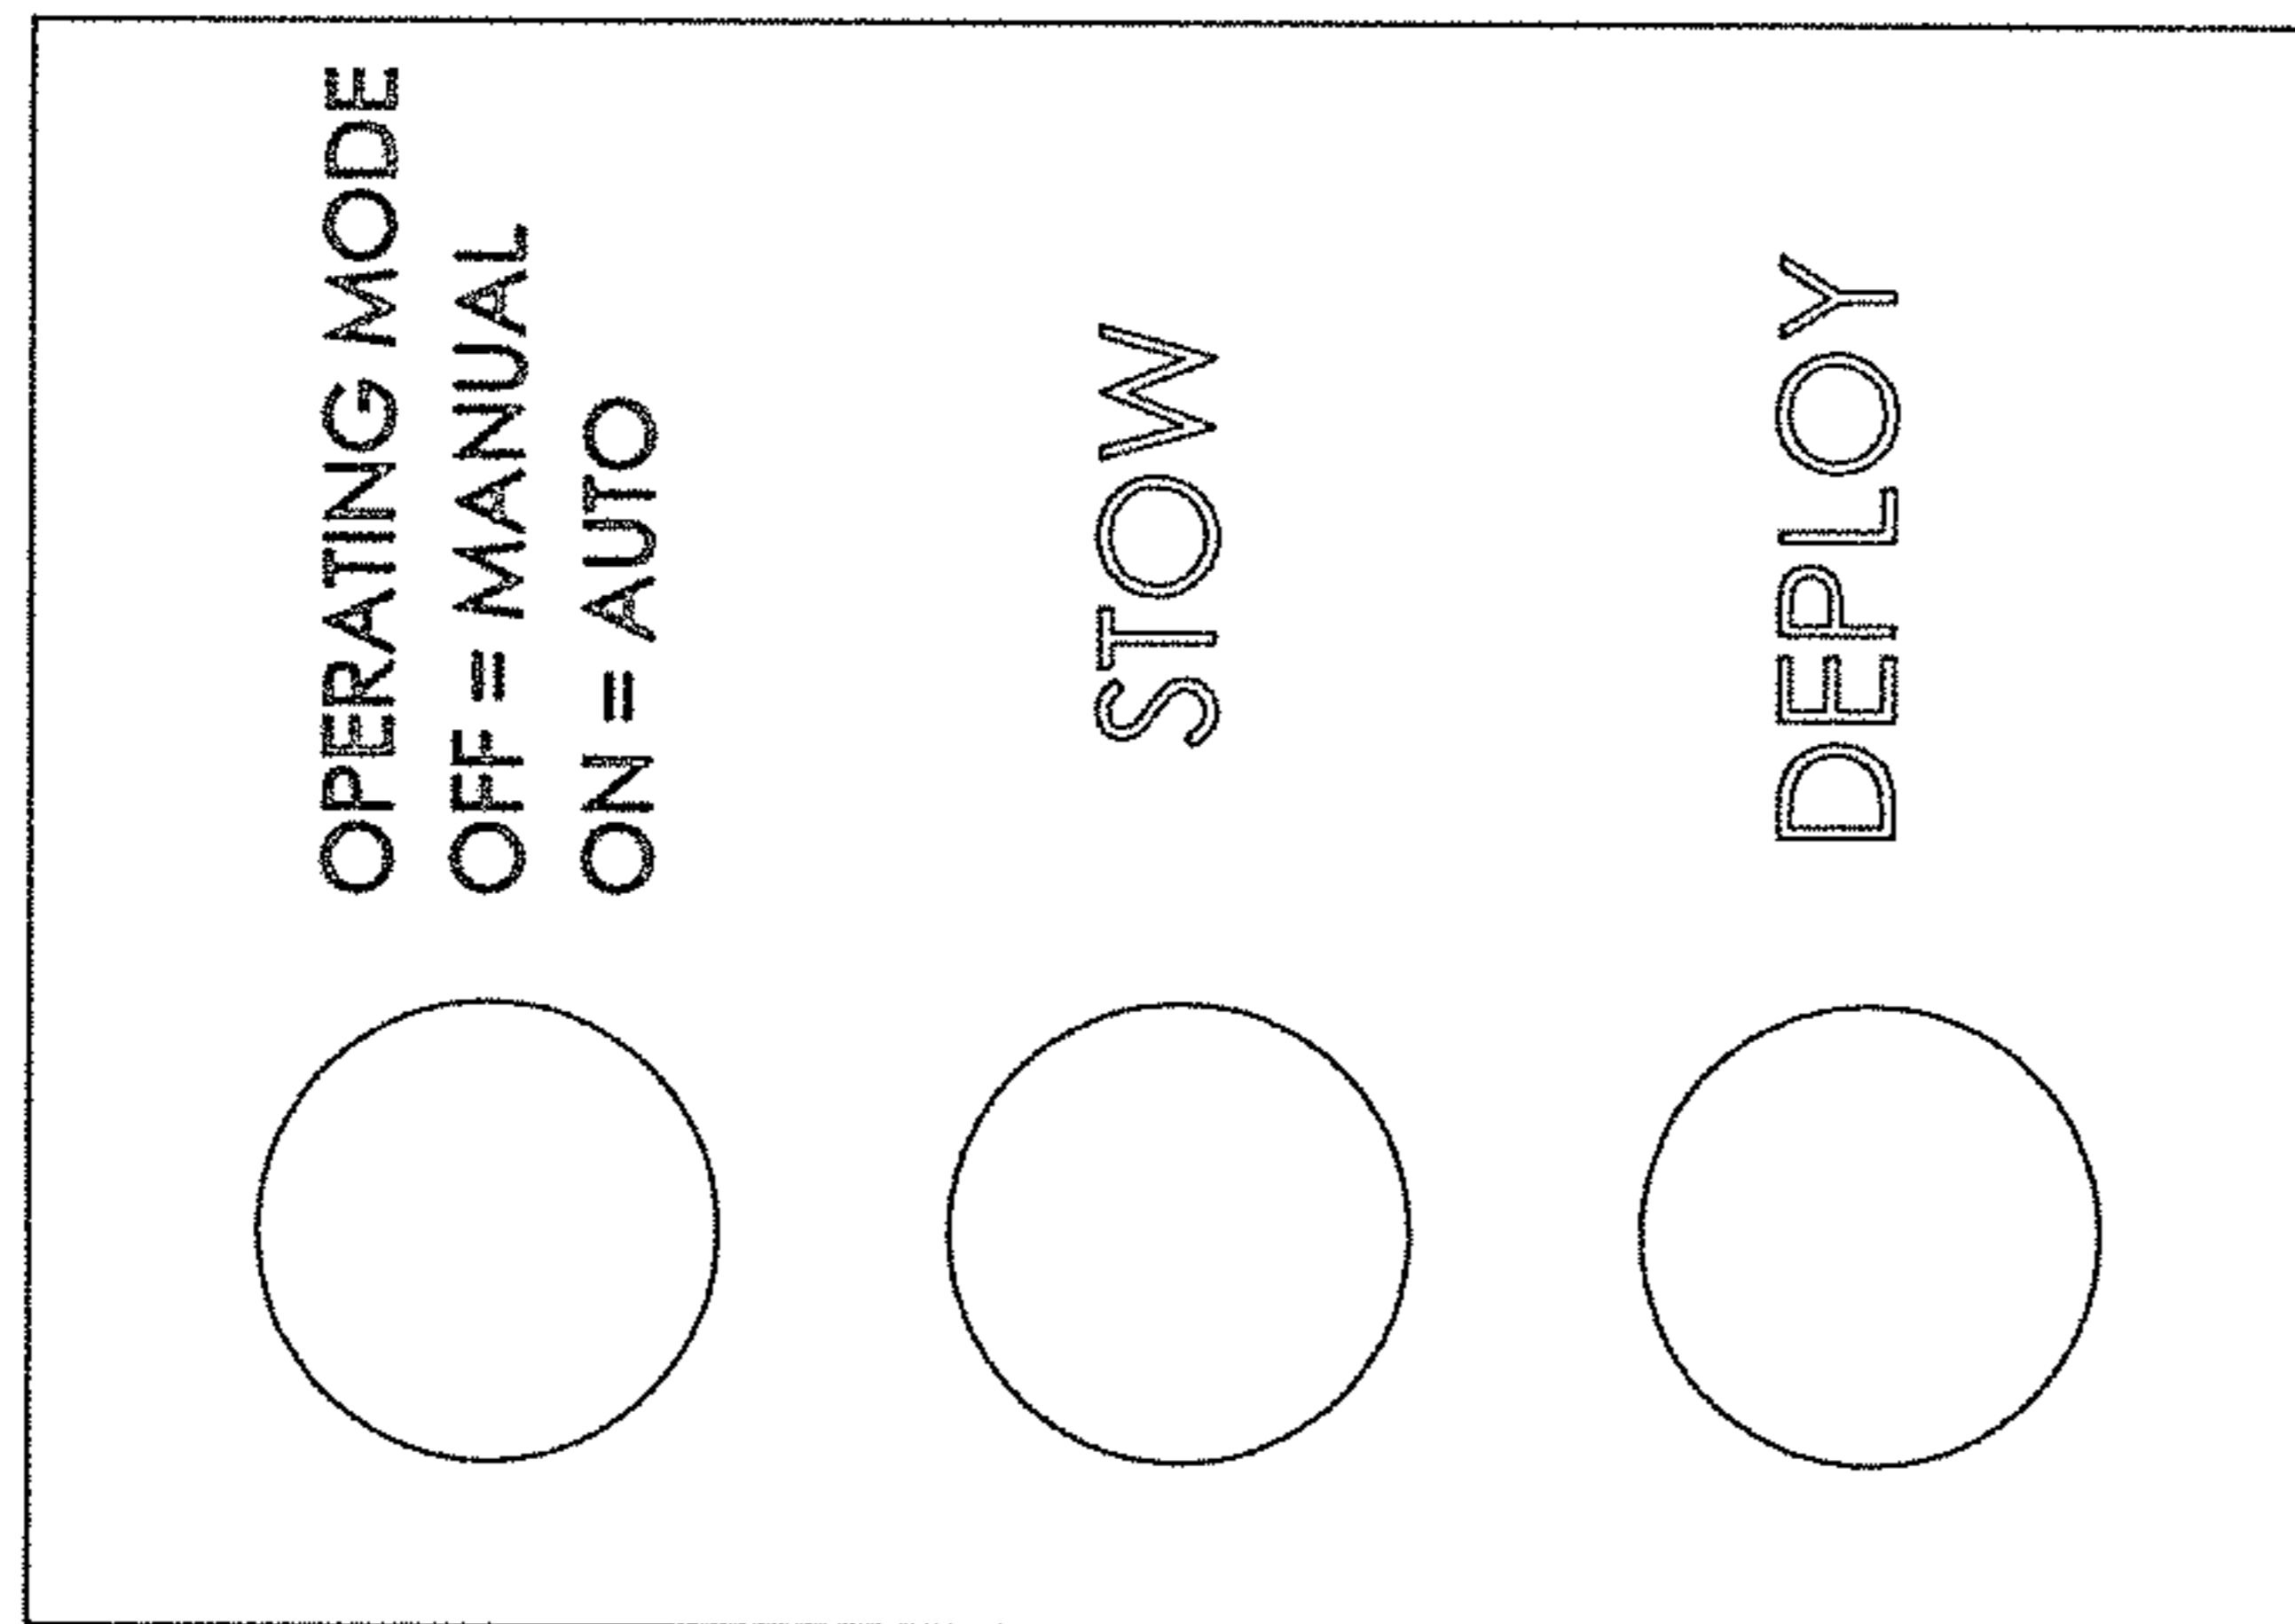 OPERATING MODE
OFF = MANUAL
ON = AUTO
STOW
DEPLOY